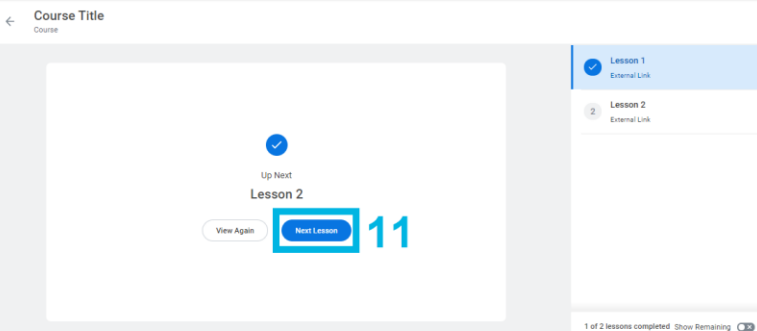 Course Title
Course
Up Next
Lesson 2
View Again
Next Lesson
11
Lesson 1
External Link
2
Lesson 2
External Link
1 of 2 lessons completed Show Remaining